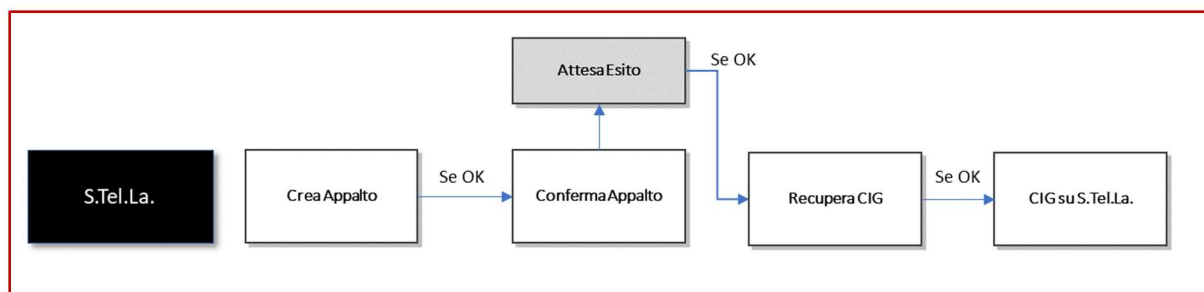 S.Tel.La.
Crea Appalto
Se OK
Conferma Appalto
Attesa Esito
Se OK
Recupera CIG
Se OK
CIG su S.Tel.La.